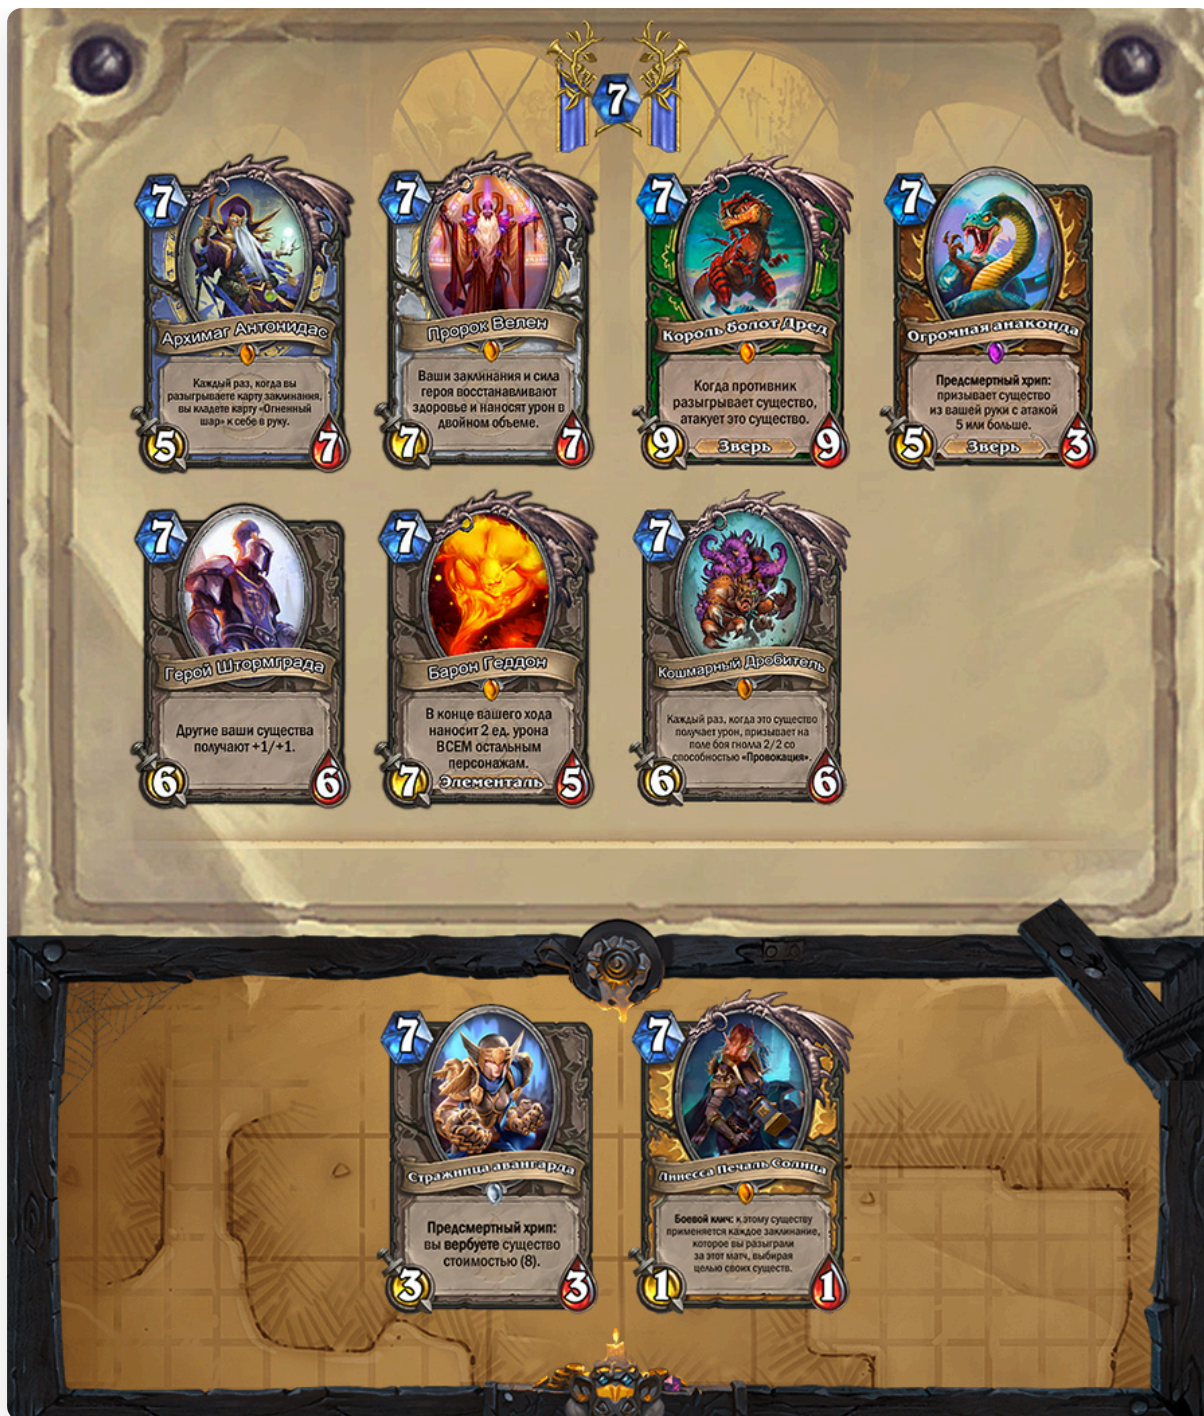 7
7
Архимаг Антонидас
Каждый раз, когда вы
разыгрываете карту заклинания,
вы кладете карту «Огненный
шар» к себе в руку.
5
7
7
Пророк Велен
Ваши заклинания и сила
героя восстанавливают
здоровье и наносят урон в
двойном объеме.
7
7
7
Король болот Дред
Когда противник
разыгрывает существо,
атакует это существо.
9
Зверь
9
7
Огромная анаконда
Предсмертный хрип:
призывает существо
из вашей руки с атакой
5 или больше.
5
Зверь
3
7
Герой Штормграда
Другие ваши существа
получают +1/+1.
6
6
7
Барон Геддон
В конце вашего хода
наносит 2 ед. урона
ВСЕМ остальным
персонажам.
7
Элементаль
5
7
Кошмарный Дробитель
Каждый раз, когда это существо
получает урон, призывает на
поле боя гнолла 2/2 со
способностью «Провокация».
6
6
7
Стражница авангарда
Предсмертный хрип:
вы вербуете существо
стоимостью (8).
3
3
7
Линесса Печаль Солнца
Боевой клич: к этому существу
применяется каждое заклинание,
которое вы разыграли
за этот матч, выбирая
целью своих существ.
1
1